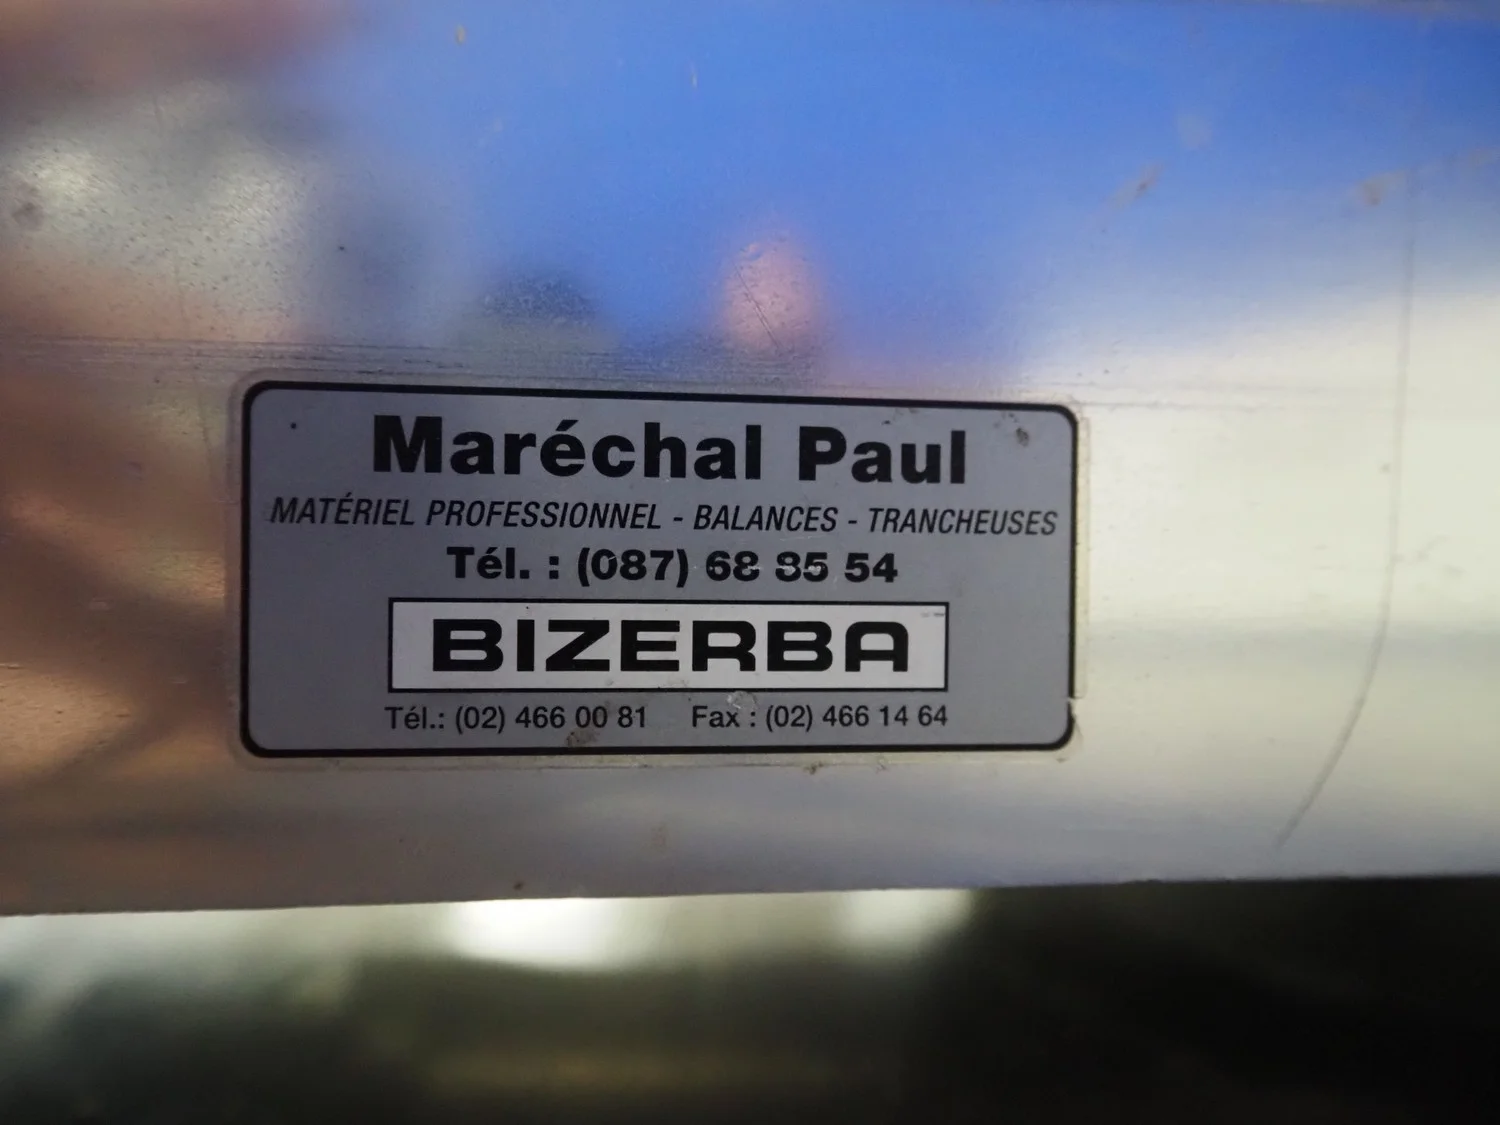 Maréchal Paul
MATÉRIEL PROFESSIONNEL - BALANCES - TRANCHEUSES
Tél. : (087) 68 85 54
BIZERBA
Tél.: (02) 466 00 81 Fax : (02) 466 14 64